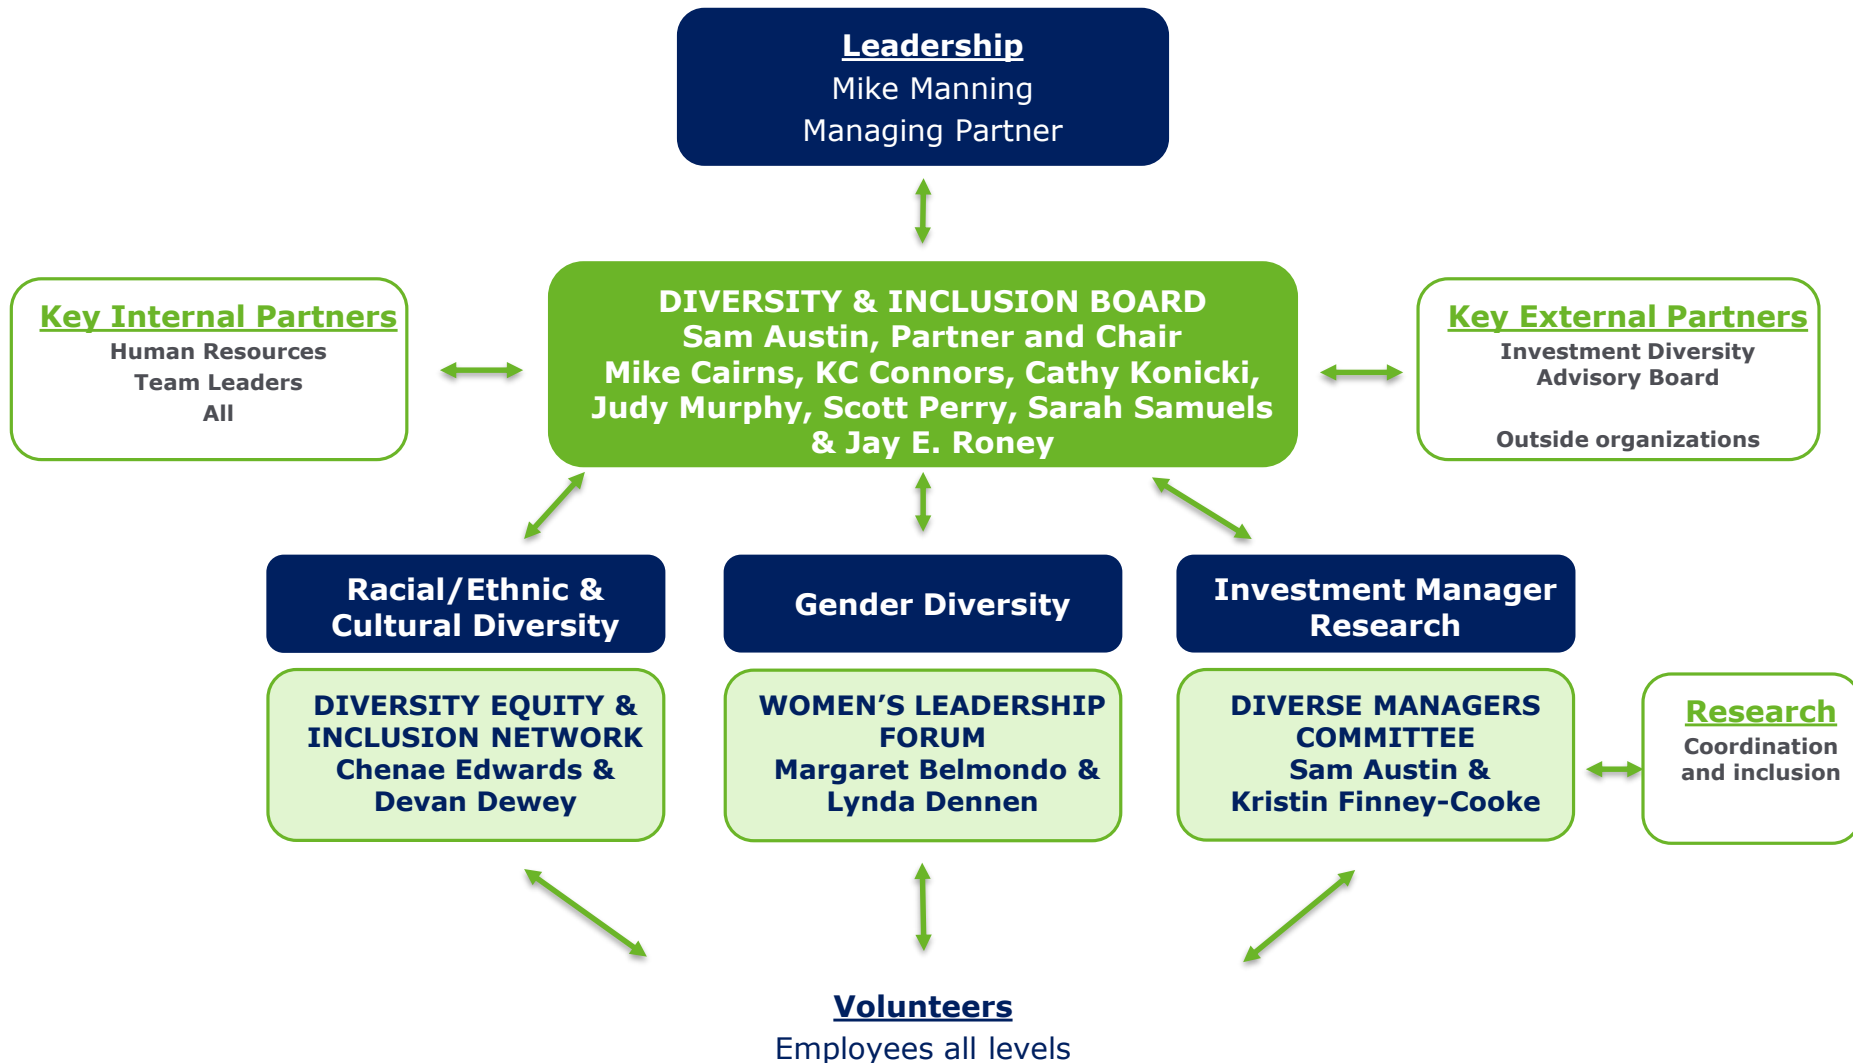 Leadership
Mike Manning
Managing Partner
Key Internal Partners
Human Resources
Team Leaders
All
DIVERSITY & INCLUSION BOARD
Sam Austin, Partner and Chair
Mike Cairns, KC Connors, Cathy Konicki,
Judy Murphy, Scott Perry, Sarah Samuels
& Jay E. Roney
Key External Partners
Investment Diversity
Advisory Board
Outside organizations
Racial/Ethnic &
Cultural Diversity
Gender Diversity
Investment Manager
Research
DIVERSITY EQUITY &
INCLUSION NETWORK
Chenae Edwards &
Devan Dewey
WOMEN’S LEADERSHIP
FORUM
Margaret Belmondo &
Lynda Dennen
DIVERSE MANAGERS
COMMITTEE
Sam Austin &
Kristin Finney-Cooke
Research
Coordination
and inclusion
Volunteers
Employees all levels